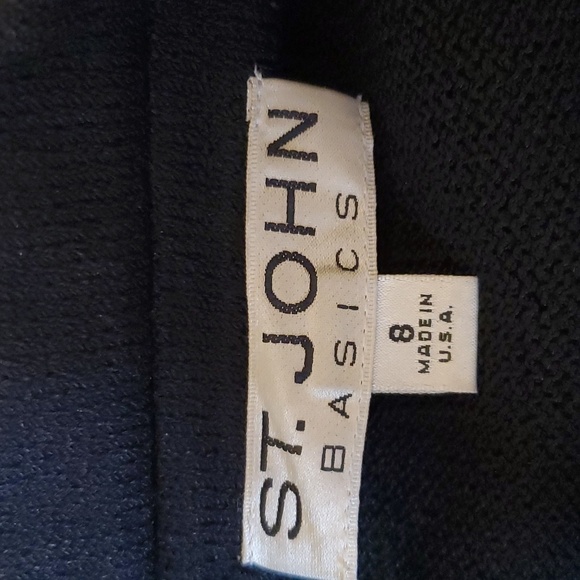 ST. JOHN
BASICS
8
MADE IN
U.S.A.